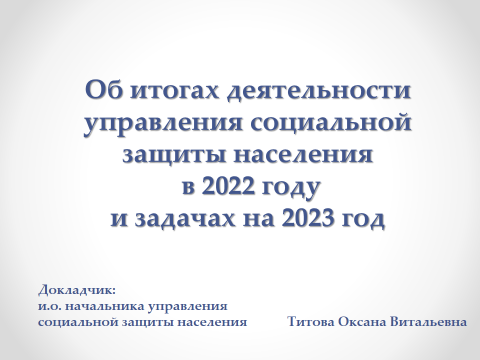 Об итогах деятельности
управления социальной
защиты населения
в 2022 году
и задачах на 2023 год
Докладчик:
и.о. начальника управления
социальной защиты населения Титова Оксана Витальевна